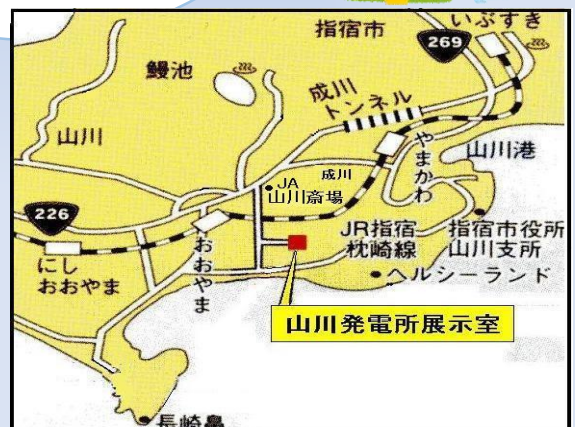 いぶすき
指宿市
269
鰻池
成川
トンネル
山川
やまかわ
山川港
成川
JA
山川斎場
226
JR指宿
枕崎線
指宿市役所
山川支所
おおやま
にし
おおやま
ヘルシーランド
山川発電所展示室
長崎鼻